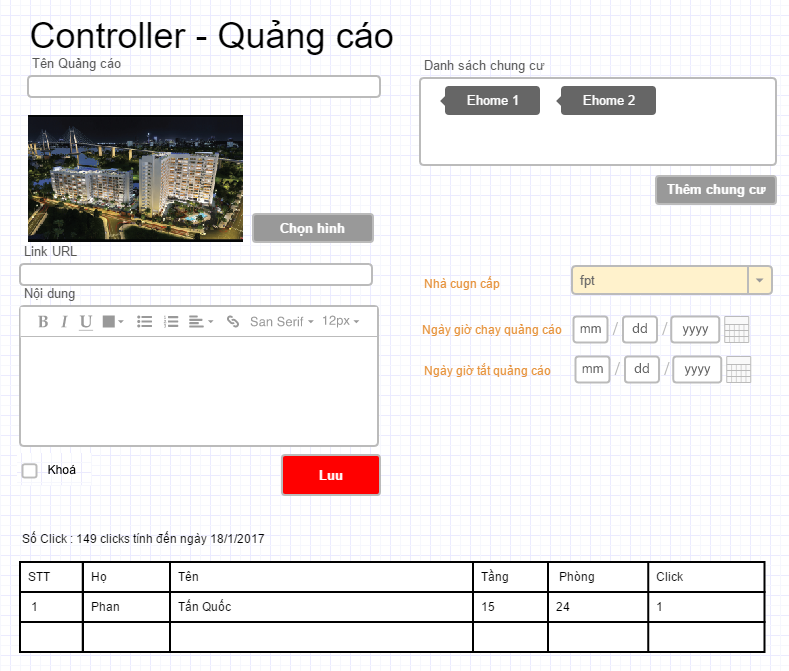 Controller - Quảng cáo
Tên Quảng cáo
Chọn hình
Link URL
Nội dung
B I U San Serif 12px
Khoá
Luu
Danh sách chung cư
Ehome 1 Ehome 2
Thêm chung cư
Nhà cugn cấp fpt
Ngày giờ chạy quảng cáo mm / dd / yyyy
Ngày giờ tắt quảng cáo mm / dd / yyyy
Số Click : 149 clicks tính đến ngày 18/1/2017
STT Họ Tên Tầng Phòng Click
1 Phan Tấn Quốc 15 24 1